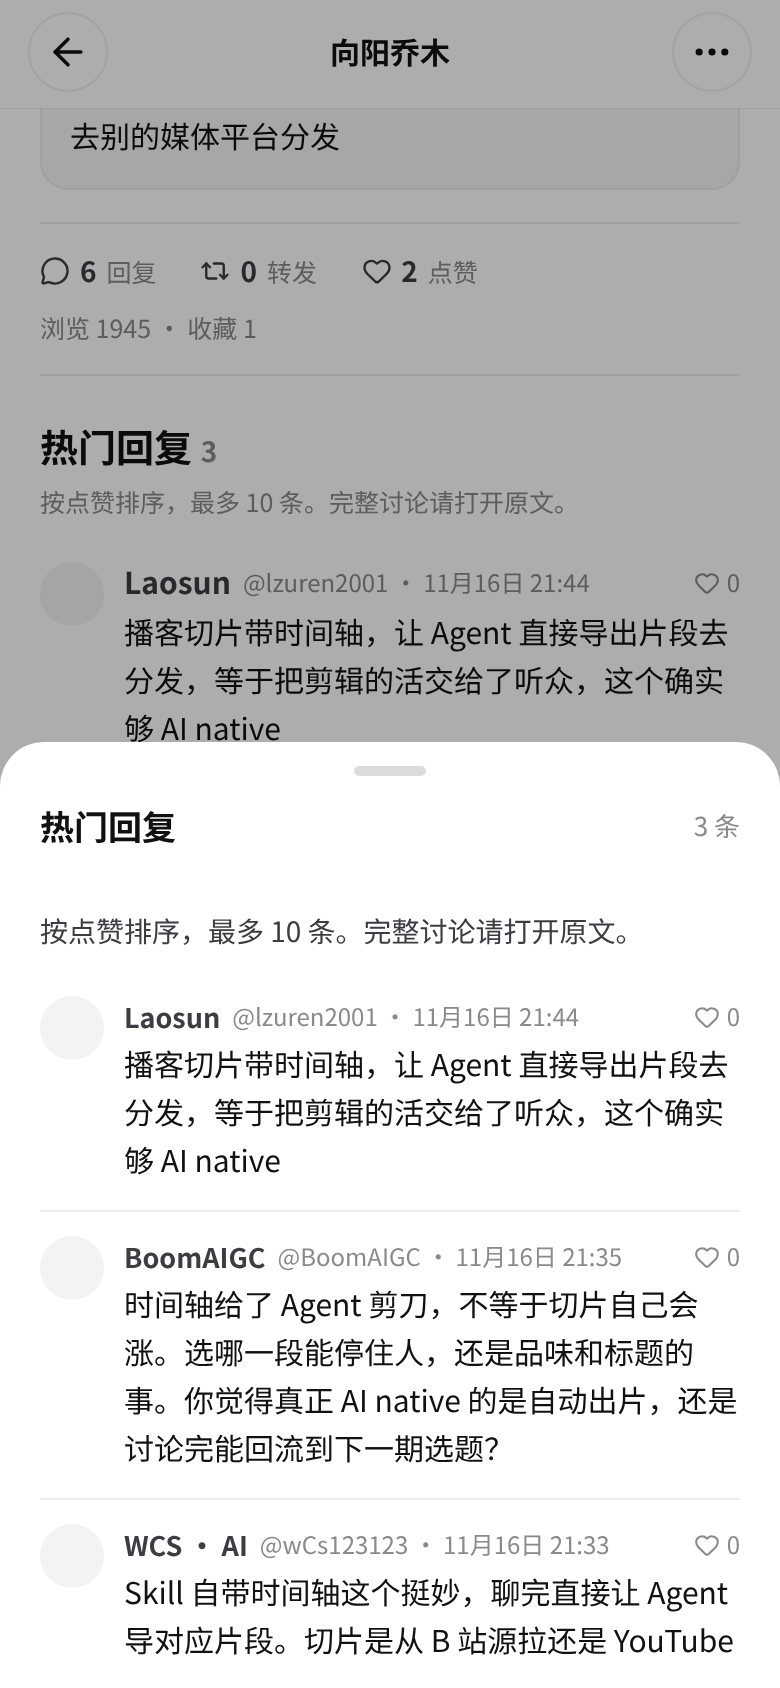 向阳乔木
去别的媒体平台分发
6 回复 0 转发 2 点赞
浏览 1945 · 收藏 1
热门回复 3
按点赞排序，最多 10 条。完整讨论请打开原文。
Laosun @lzuren2001 · 11月16日 21:44 0
播客切片带时间轴，让 Agent 直接导出片段去
分发，等于把剪辑的活交给了听众，这个确实
够 AI native
热门回复 3 条
按点赞排序，最多 10 条。完整讨论请打开原文。
Laosun @lzuren2001 · 11月16日 21:44 0
播客切片带时间轴，让 Agent 直接导出片段去
分发，等于把剪辑的活交给了听众，这个确实
够 AI native
BoomAIGC @BoomAIGC · 11月16日 21:35 0
时间轴给了 Agent 剪刀，不等于切片自己会
涨。选哪一段能停住人，还是品味和标题的
事。你觉得真正 AI native 的是自动出片，还是
讨论完能回流到下一期选题？
WCS · AI @wCs123123 · 11月16日 21:33 0
Skill 自带时间轴这个挺妙，聊完直接让 Agent
导对应片段。切片是从 B 站源拉还是 YouTube